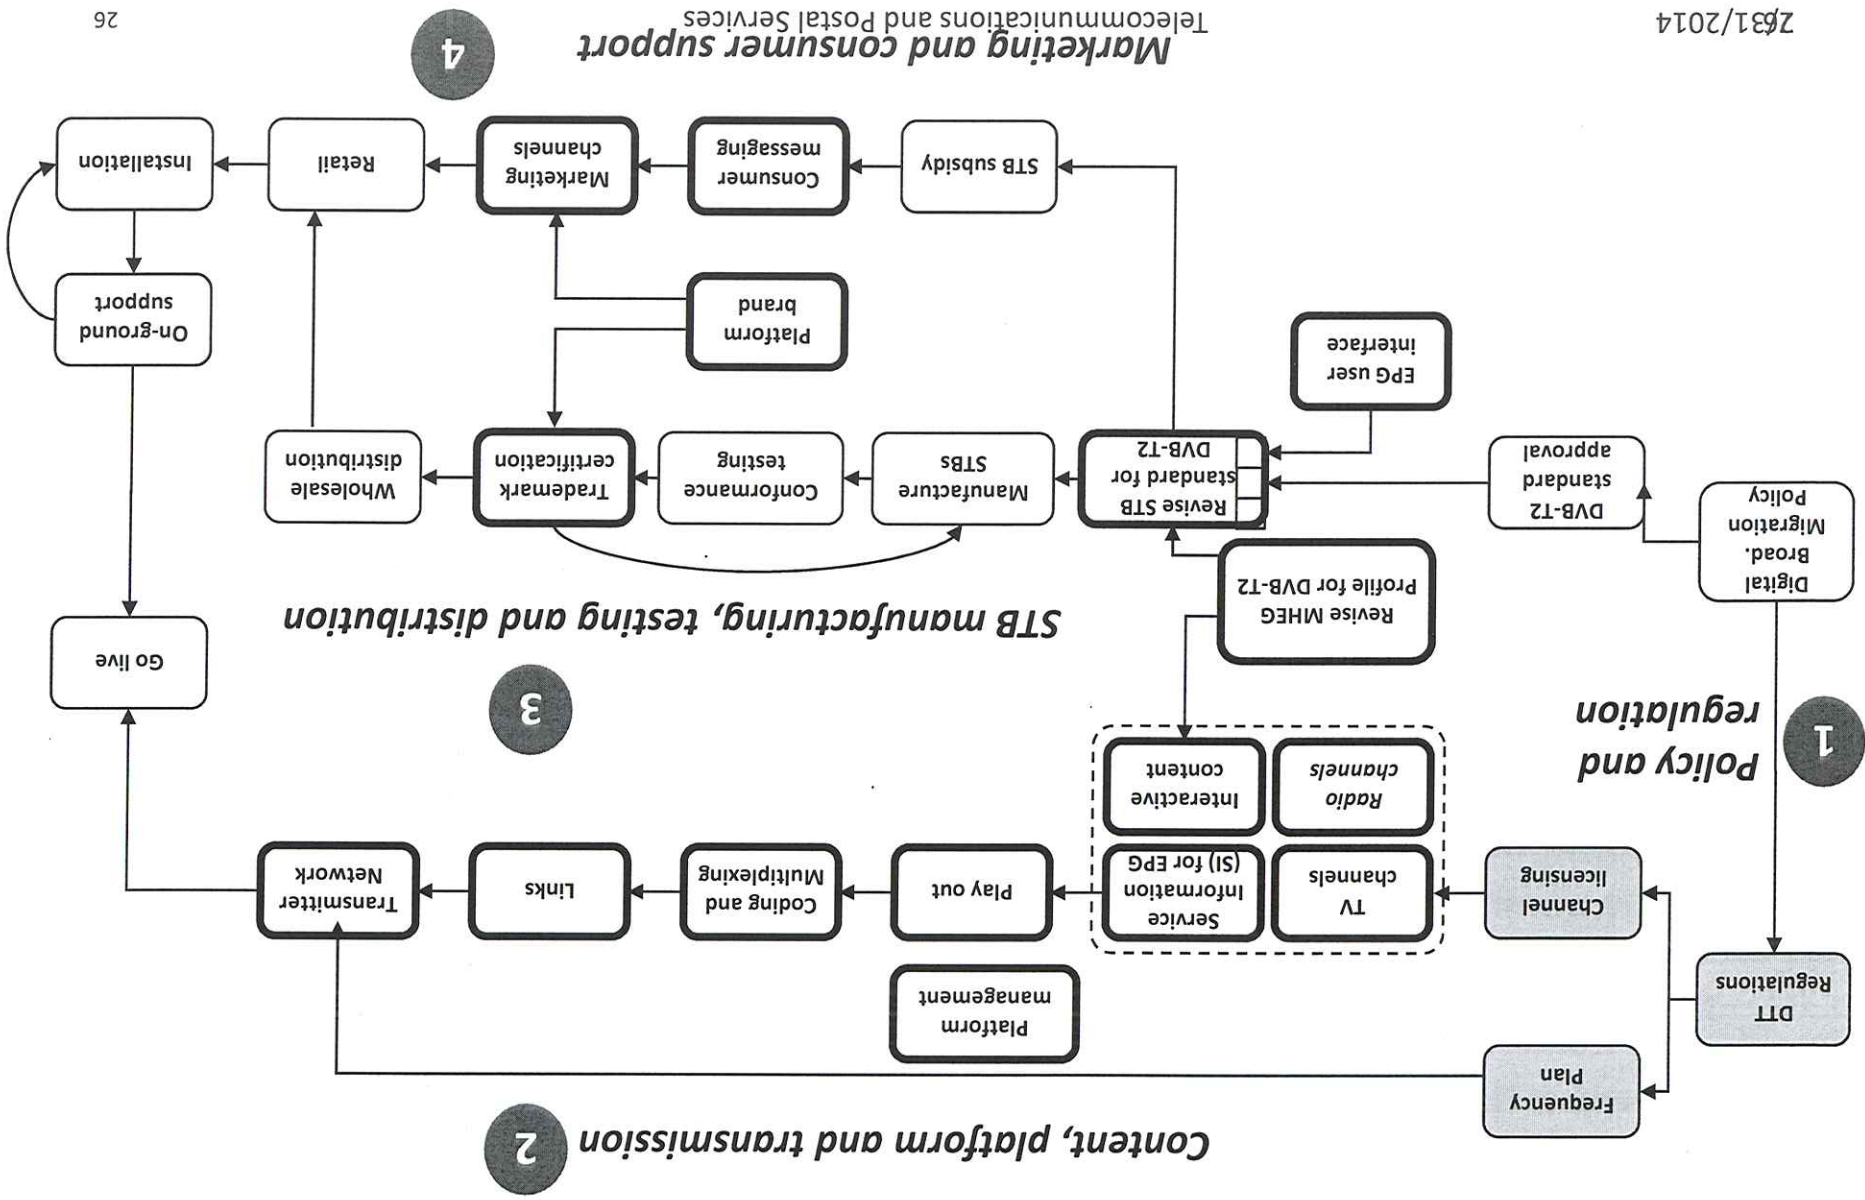 Content, platform and transmission
2
Frequency
Plan
DTT
Regulations
Channel
licensing
Platform
management
TV
channels
Service
Information
(SI) for EPG
Radio
channels
Interactive
content
Play out
Coding and
Multiplexing
Links
Transmitter
Network
1
Policy and
regulation
3
STB manufacturing, testing and distribution
Go live
Digital
Broad.
Migration
Policy
DVB-T2
standard
approval
Revise MHEG
Profile for DVB-T2
Revise STB
standard for
DVB-T2
EPG user
interface
Manufacture
STBs
Conformance
testing
Trademark
certification
Wholesale
distribution
Platform
brand
On-ground
support
STB subsidy
Consumer
messaging
Marketing
channels
Retail
Installation
Marketing and consumer support
4
/31/2014
Telecommunications and Postal Services
26